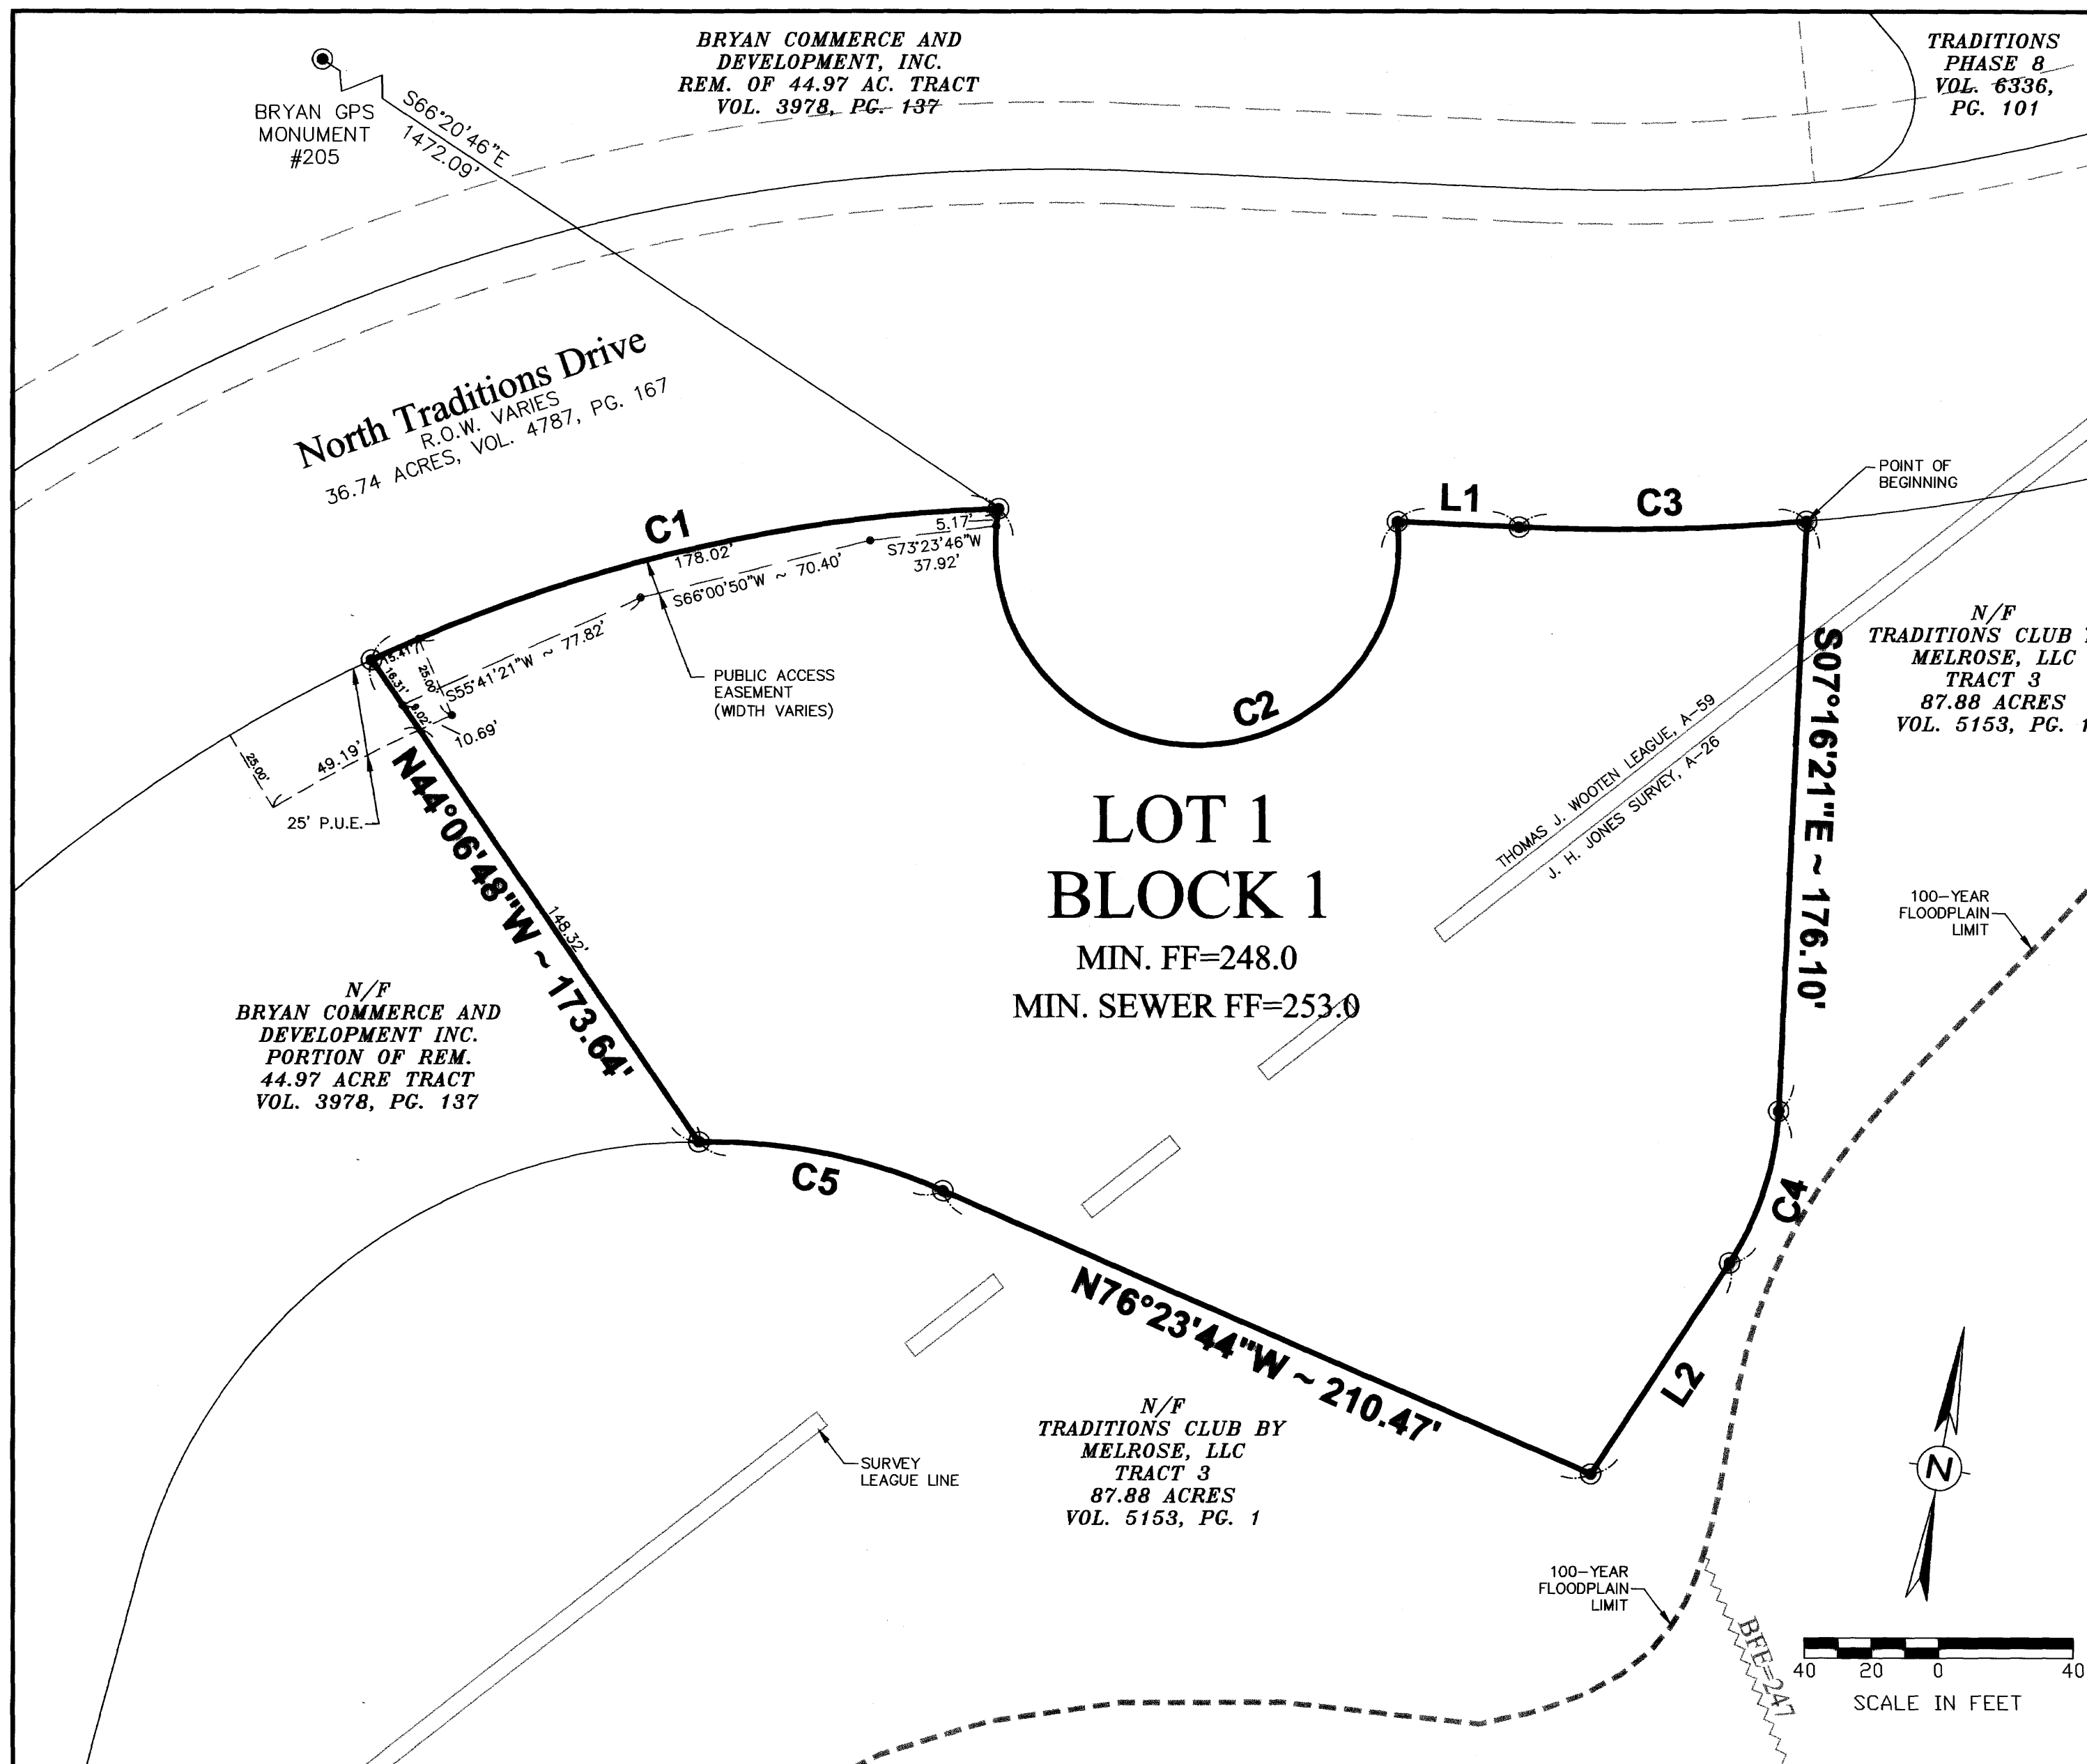 BRYAN COMMERCE AND
DEVELOPMENT, INC.
REM. OF 44.97 AC. TRACT
VOL. 3978, PG. 137
TRADITIONS
PHASE 8
VOL. 6336,
PG. 101
BRYAN GPS
MONUMENT
#205
S66°20'46"E
1472.09'
North Traditions Drive
R.O.W. VARIES
36.74 ACRES, VOL. 4787, PG. 167
C1
178.02'
5.17'
S73°23'46"W
37.92'
S66°00'50"W ~ 70.40'
S55°41'21"W ~ 77.82'
15.41'
16.31'
25.00'
9.02'
10.69'
49.19'
25.00'
25' P.U.E.
PUBLIC ACCESS
EASEMENT
(WIDTH VARIES)
L1
C3
POINT OF
BEGINNING
C2
N/F
TRADITIONS CLUB
MELROSE, LLC
TRACT 3
87.88 ACRES
VOL. 5153, PG. 1
S07°16'21"E ~ 176.10'
THOMAS J. WOOTEN LEAGUE, A-59
J. H. JONES SURVEY, A-26
LOT 1
BLOCK 1
MIN. FF=248.0
MIN. SEWER FF=253.0
N44°06'48"W ~ 173.64'
148.32'
100-YEAR
FLOODPLAIN
LIMIT
N/F
BRYAN COMMERCE AND
DEVELOPMENT INC.
PORTION OF REM.
44.97 ACRE TRACT
VOL. 3978, PG. 137
C5
C4
N76°23'44"W ~ 210.47'
L2
N/F
TRADITIONS CLUB BY
MELROSE, LLC
TRACT 3
87.88 ACRES
VOL. 5153, PG. 1
SURVEY
LEAGUE LINE
N
100-YEAR
FLOODPLAIN
LIMIT
BFE=247
40 20 0 40
SCALE IN FEET